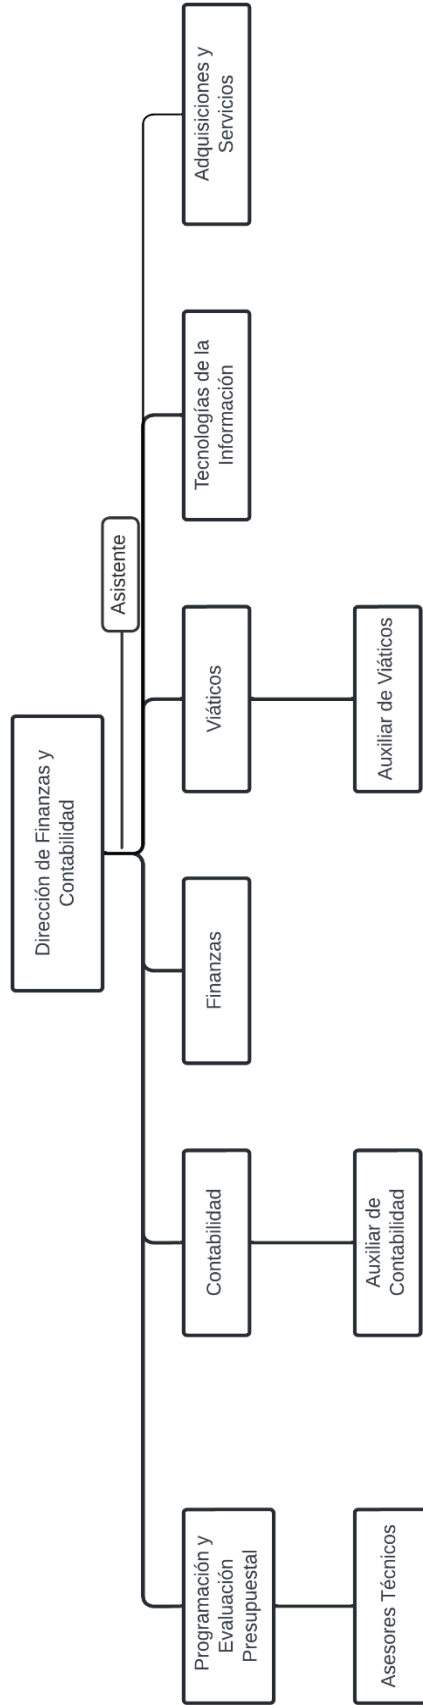 Dirección de Finanzas y
Contabilidad
Asistente
Programación y
Evaluación
Presupuestal
Contabilidad
Finanzas
Viáticos
Tecnologías de la
Información
Adquisiciones y
Servicios
Asesores Técnicos
Auxiliar de
Contabilidad
Auxiliar de Viáticos